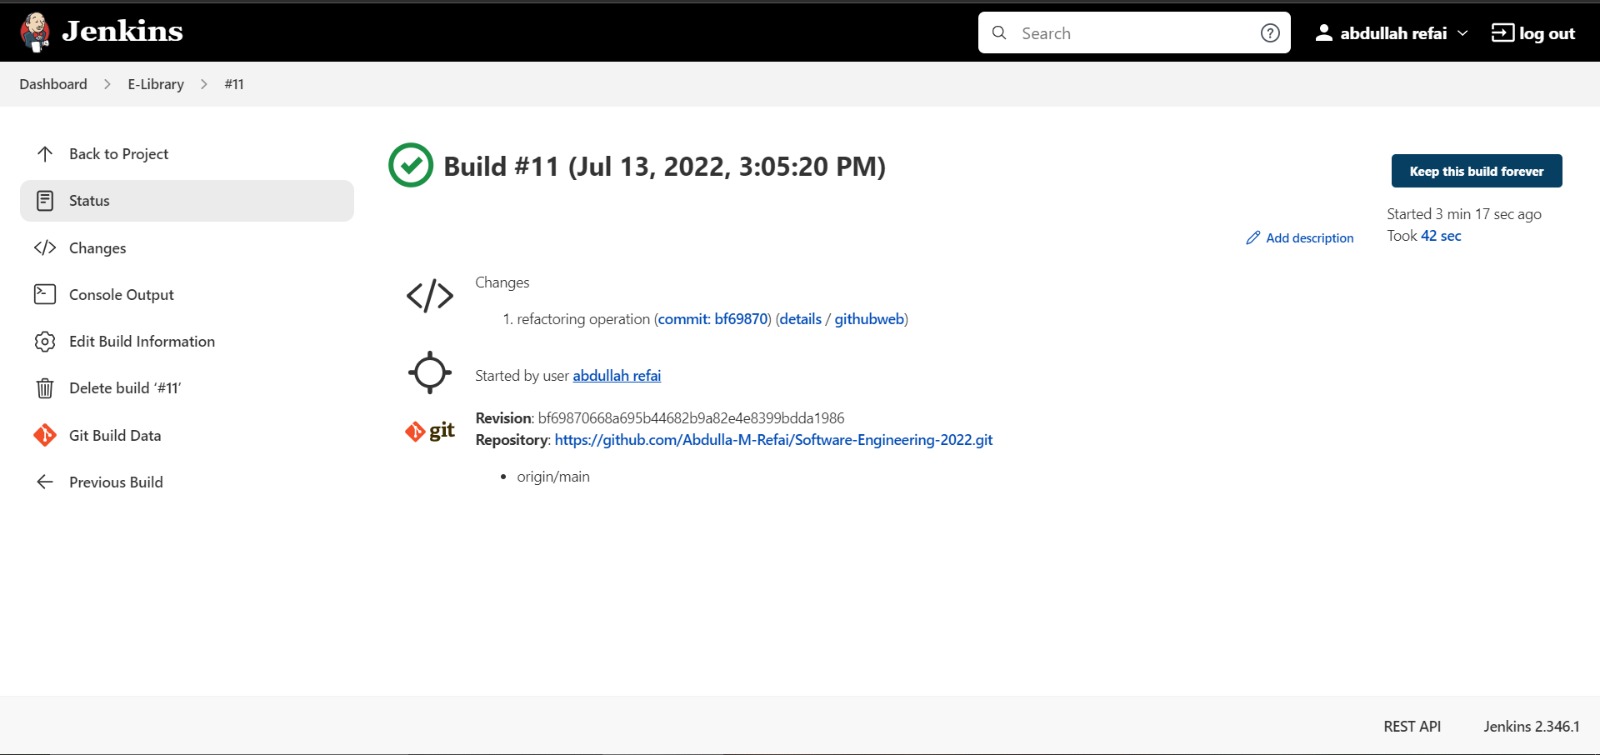 Jenkins
Search
abdullah refai
log out
Dashboard
E-Library
#11
Back to Project
Status
Changes
Console Output
Edit Build Information
Delete build ‘#11’
Git Build Data
Previous Build
Build #11 (Jul 13, 2022, 3:05:20 PM)
Keep this build forever
Started 3 min 17 sec ago
Took 42 sec
Add description
Changes
1. refactoring operation (commit: bf69870) (details / githubweb)
Started by user abdullah refai
git
Revision: bf69870668a695b44682b9a82e4e8399bdda1986
Repository: https://github.com/Abdulla-M-Refai/Software-Engineering-2022.git
• origin/main
REST API
Jenkins 2.346.1